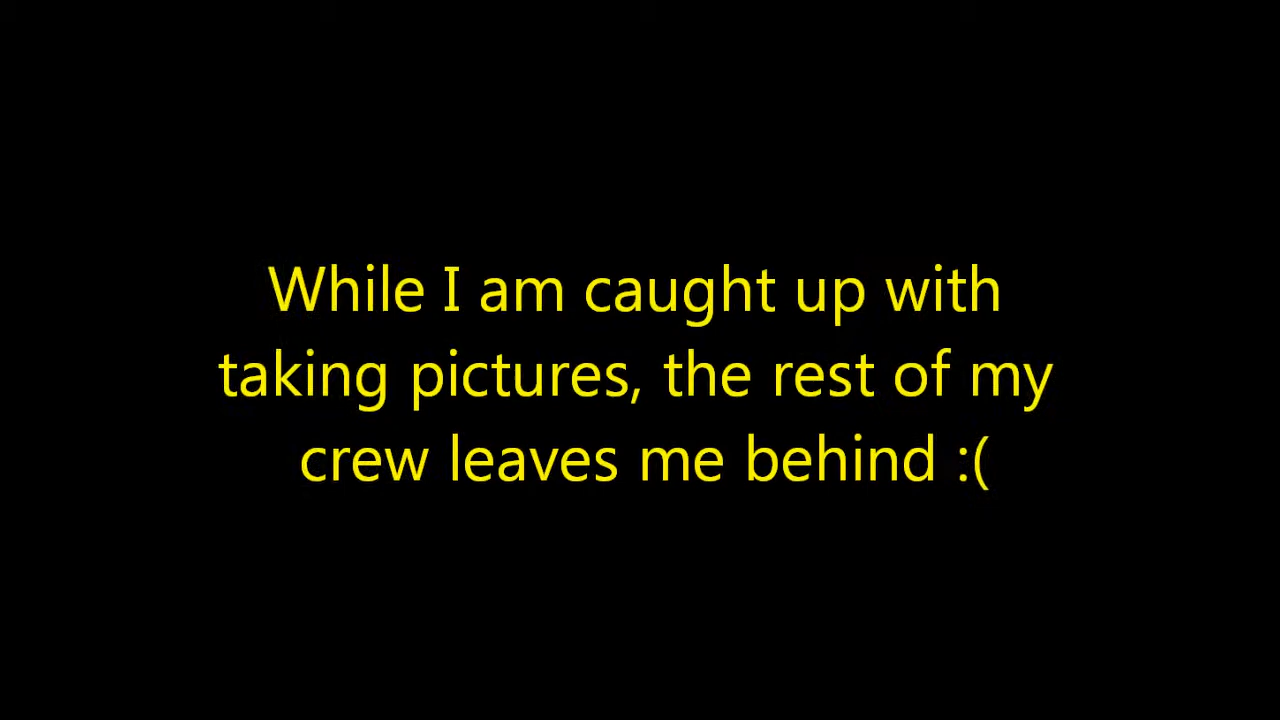 While I am caught up with
taking pictures, the rest of my
crew leaves me behind :(